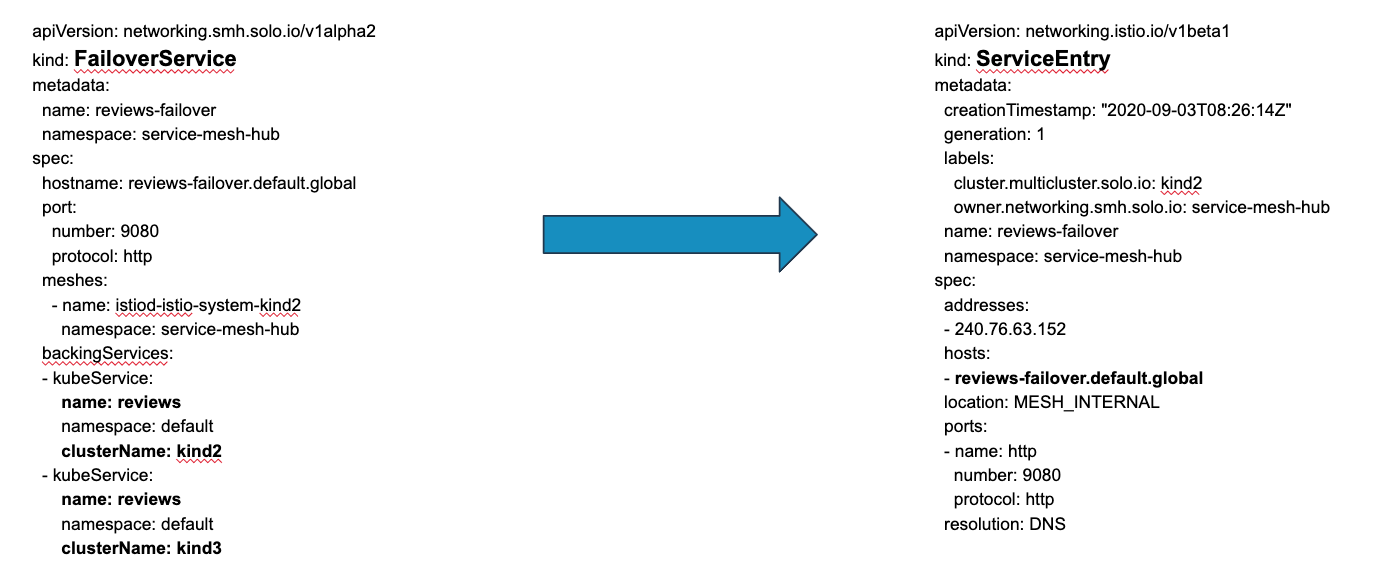 apiVersion: networking.smh.solo.io/v1alpha2
kind: FailoverService
metadata:
  name: reviews-failover
  namespace: service-mesh-hub
spec:
  hostname: reviews-failover.default.global
  port:
    number: 9080
    protocol: http
  meshes:
    - name: istiod-istio-system-kind2
      namespace: service-mesh-hub
  backingServices:
  - kubeService:
      name: reviews
      namespace: default
      clusterName: kind2
  - kubeService:
      name: reviews
      namespace: default
      clusterName: kind3
apiVersion: networking.istio.io/v1beta1
kind: ServiceEntry
metadata:
  creationTimestamp: "2020-09-03T08:26:14Z"
  generation: 1
  labels:
    cluster.multicluster.solo.io: kind2
    owner.networking.smh.solo.io: service-mesh-hub
  name: reviews-failover
  namespace: service-mesh-hub
spec:
  addresses:
  - 240.76.63.152
  hosts:
  - reviews-failover.default.global
  location: MESH_INTERNAL
  ports:
  - name: http
    number: 9080
    protocol: http
  resolution: DNS